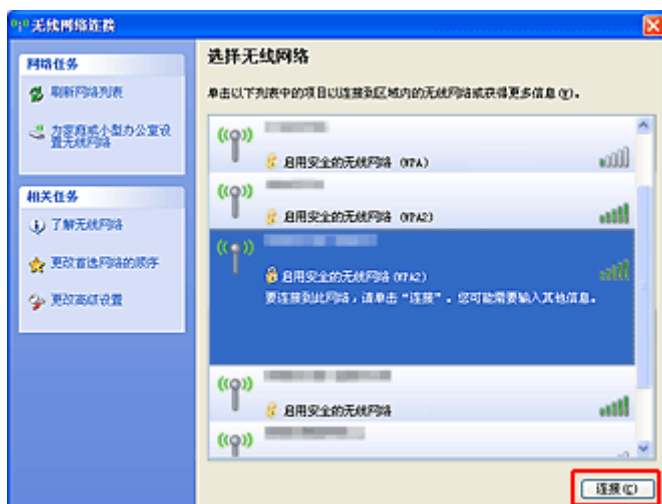 无线网络连接
网络任务
刷新网络列表
为家庭或小型办公室设
置无线网络
相关任务
了解无线网络
更改首选网络的顺序
更改高级设置
选择无线网络
单击以下列表中的项目以连接到区域内的无线网络或获得更多信息(W)。
启用安全的无线网络 (WPA)
启用安全的无线网络 (WPA2)
启用安全的无线网络 (WPA2)
要连接到此网络，请单击“连接”。您可能需要输入其他信息。
启用安全的无线网络
连接(C)